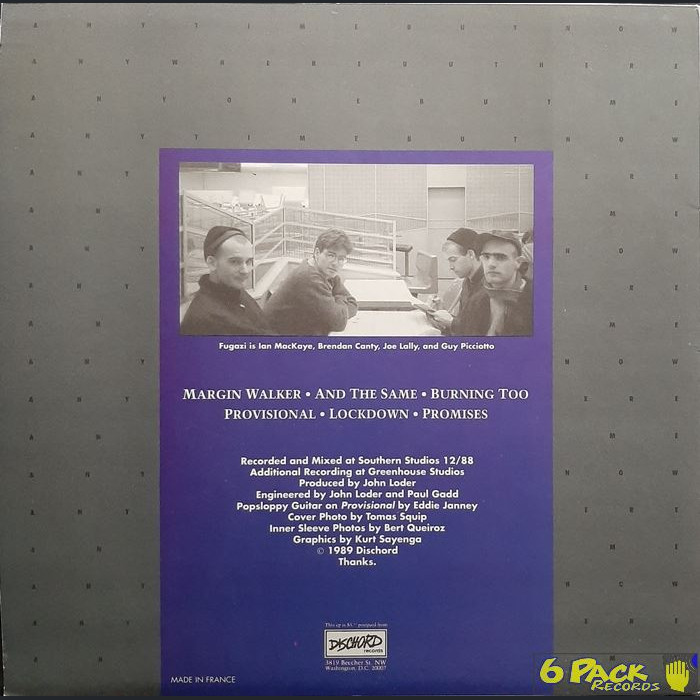 A N Y T I M E B U T N O W
A N Y W H E R E B U T H E R E
A N Y O N E B U T M E
A N Y T I M E B U T N O W
A N Y E R E
A N Y M E
A N Y N O W
A N Y E R E
A N Y M E
A N Y N O W
A N Y E R E
A N Y M E
A N Y N O W
A N Y E R E
A N Y M E
A N Y N O W
A N Y E R E
Fugazi is Ian MacKaye, Brendan Canty, Joe Lally, and Guy Picciotto
MARGIN WALKER • AND THE SAME • BURNING TOO
PROVISIONAL • LOCKDOWN • PROMISES
Recorded and Mixed at Southern Studios 12/88
Additional Recording at Greenhouse Studios
Produced by John Loder
Engineered by John Loder and Paul Gadd
Popsloppy Guitar on Provisional by Eddie Janney
Cover Photo by Tomas Squip
Inner Sleeve Photos by Bert Queiroz
Graphics by Kurt Sayenga
© 1989 Dischord
Thanks.
postpaid from
DISCHORD
records
3819 Beecher St. NW
Washington, D.C. 20007
MADE IN FRANCE
6 PACK
RECORDS